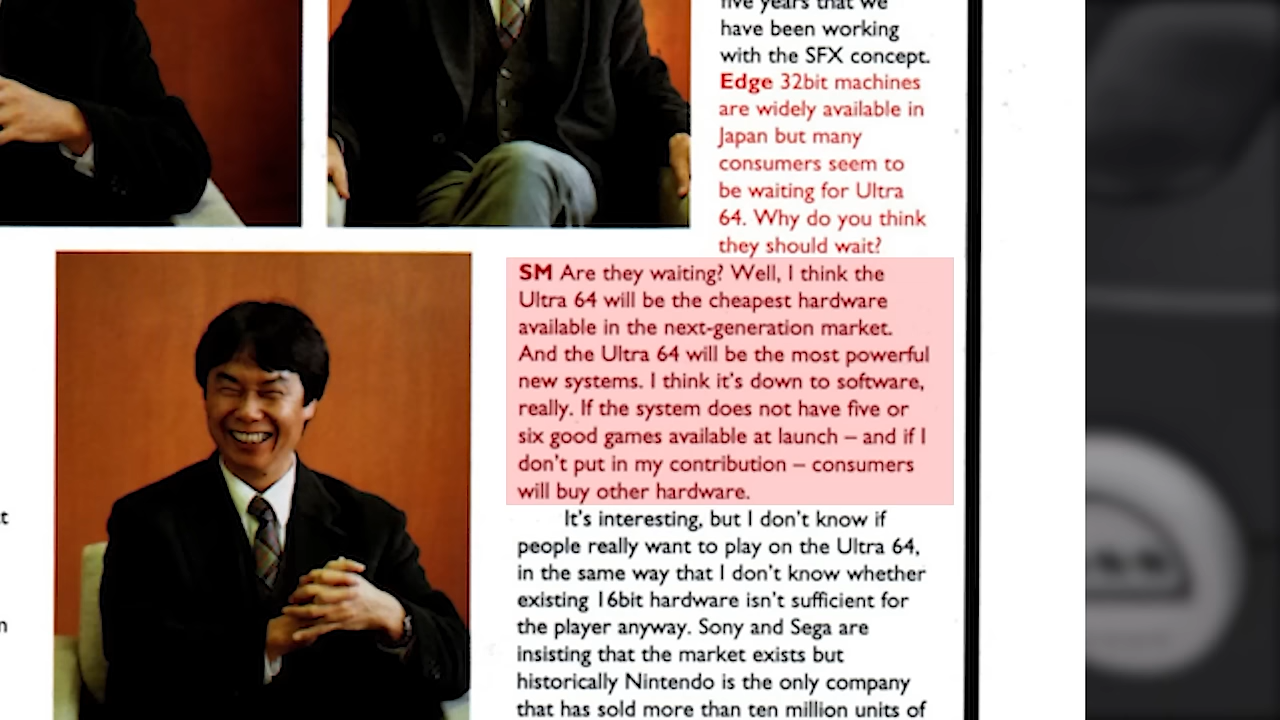 five years that we
have been working
with the SFX concept.
Edge 32bit machines
are widely available in
Japan but many
consumers seem to
be waiting for Ultra
64. Why do you think
they should wait?
SM Are they waiting? Well, I think the
Ultra 64 will be the cheapest hardware
available in the next-generation market.
And the Ultra 64 will be the most powerful
new systems. I think it's down to software,
really. If the system does not have five or
six good games available at launch – and if I
don't put in my contribution – consumers
will buy other hardware.
It's interesting, but I don't know if
people really want to play on the Ultra 64,
in the same way that I don't know whether
existing 16bit hardware isn't sufficient for
the player anyway. Sony and Sega are
insisting that the market exists but
historically Nintendo is the only company
that has sold more than ten million units of